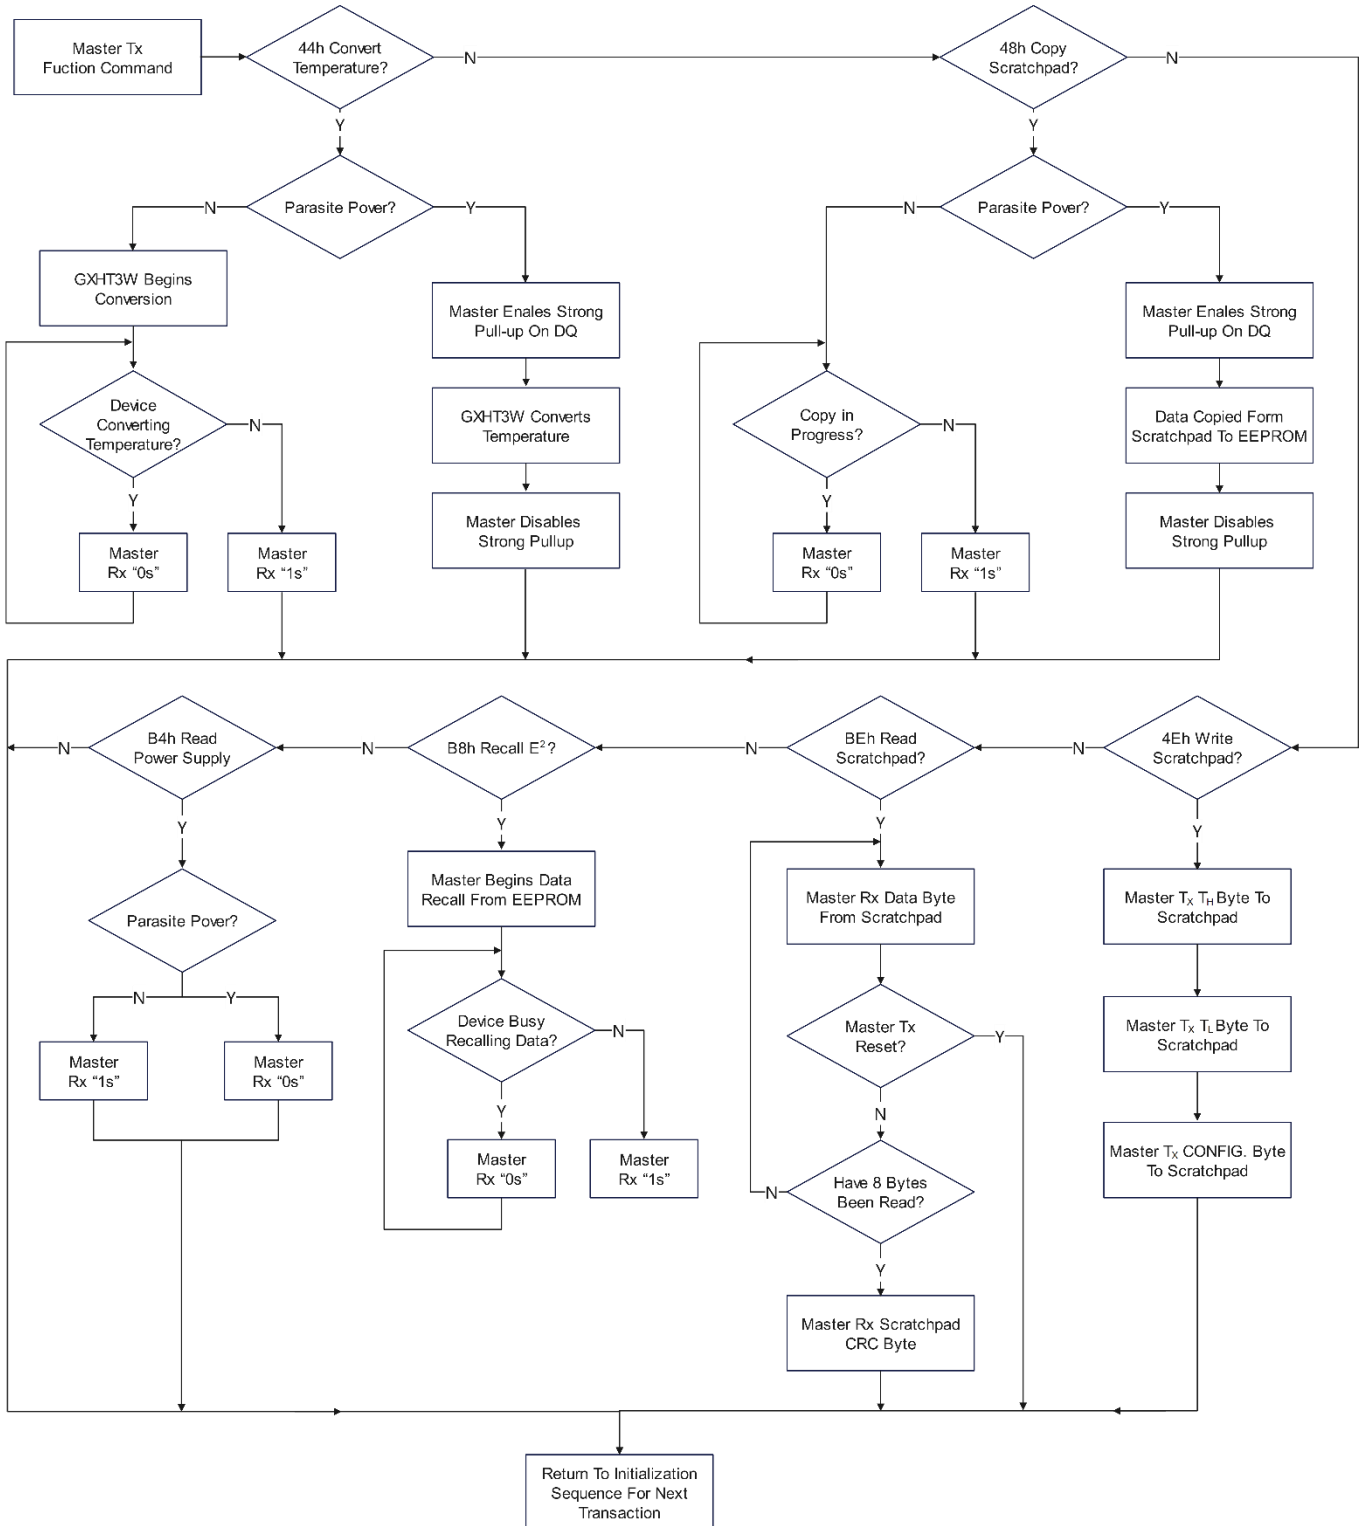 Master Tx
Fuction Command
44h Convert
Temperature?
N
48h Copy
Scratchpad?
N
Y
Y
Parasite Pover?
N
Y
Parasite Pover?
N
Y
GXHT3W Begins
Conversion
Master Enales Strong
Pull-up On DQ
Master Enales Strong
Pull-up On DQ
Device
Converting
Temperature?
N
Y
GXHT3W Converts
Temperature
Copy in
Progress?
N
Y
Data Copied Form
Scratchpad To EEPROM
Master
Rx “0s”
Master
Rx “1s”
Master Disables
Strong Pullup
Master
Rx “0s”
Master
Rx “1s”
Master Disables
Strong Pullup
N
B4h Read
Power Supply
N
B8h Recall E²?
N
BEh Read
Scratchpad?
N
4Eh Write
Scratchpad?
Y
Y
Y
Y
Parasite Pover?
N
Y
Master
Rx “1s”
Master
Rx “0s”
Master Begins Data
Recall From EEPROM
Device Busy
Recalling Data?
N
Y
Master
Rx “0s”
Master
Rx “1s”
Master Rx Data Byte
From Scratchpad
Master Tx
Reset?
Y
N
Have 8 Bytes
Been Read?
N
Y
Master Rx Scratchpad
CRC Byte
Master TX TH Byte To
Scratchpad
Master TX TL Byte To
Scratchpad
Master TX CONFIG. Byte
To Scratchpad
Return To Initialization
Sequence For Next
Transaction